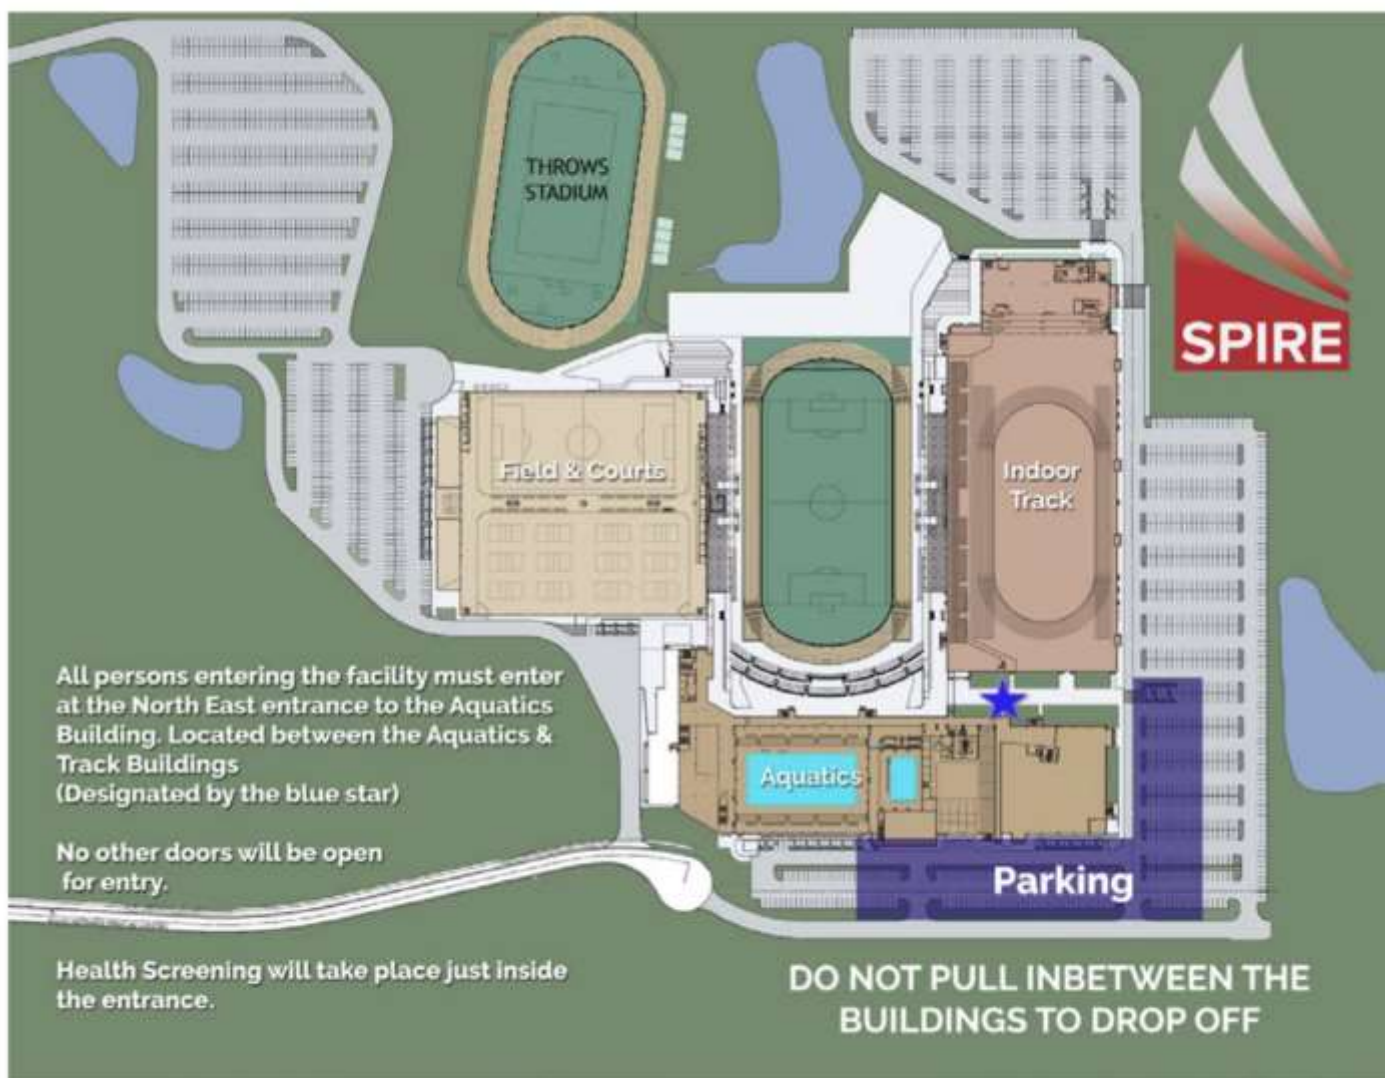 THROWS
STADIUM
SPIRE
Field & Courts
Indoor
Track
All persons entering the facility must enter
at the North East entrance to the Aquatics
Building. Located between the Aquatics &
Track Buildings
(Designated by the blue star)
Aquatics
No other doors will be open
for entry.
Parking
Health Screening will take place just inside
the entrance.
DO NOT PULL INBETWEEN THE
BUILDINGS TO DROP OFF